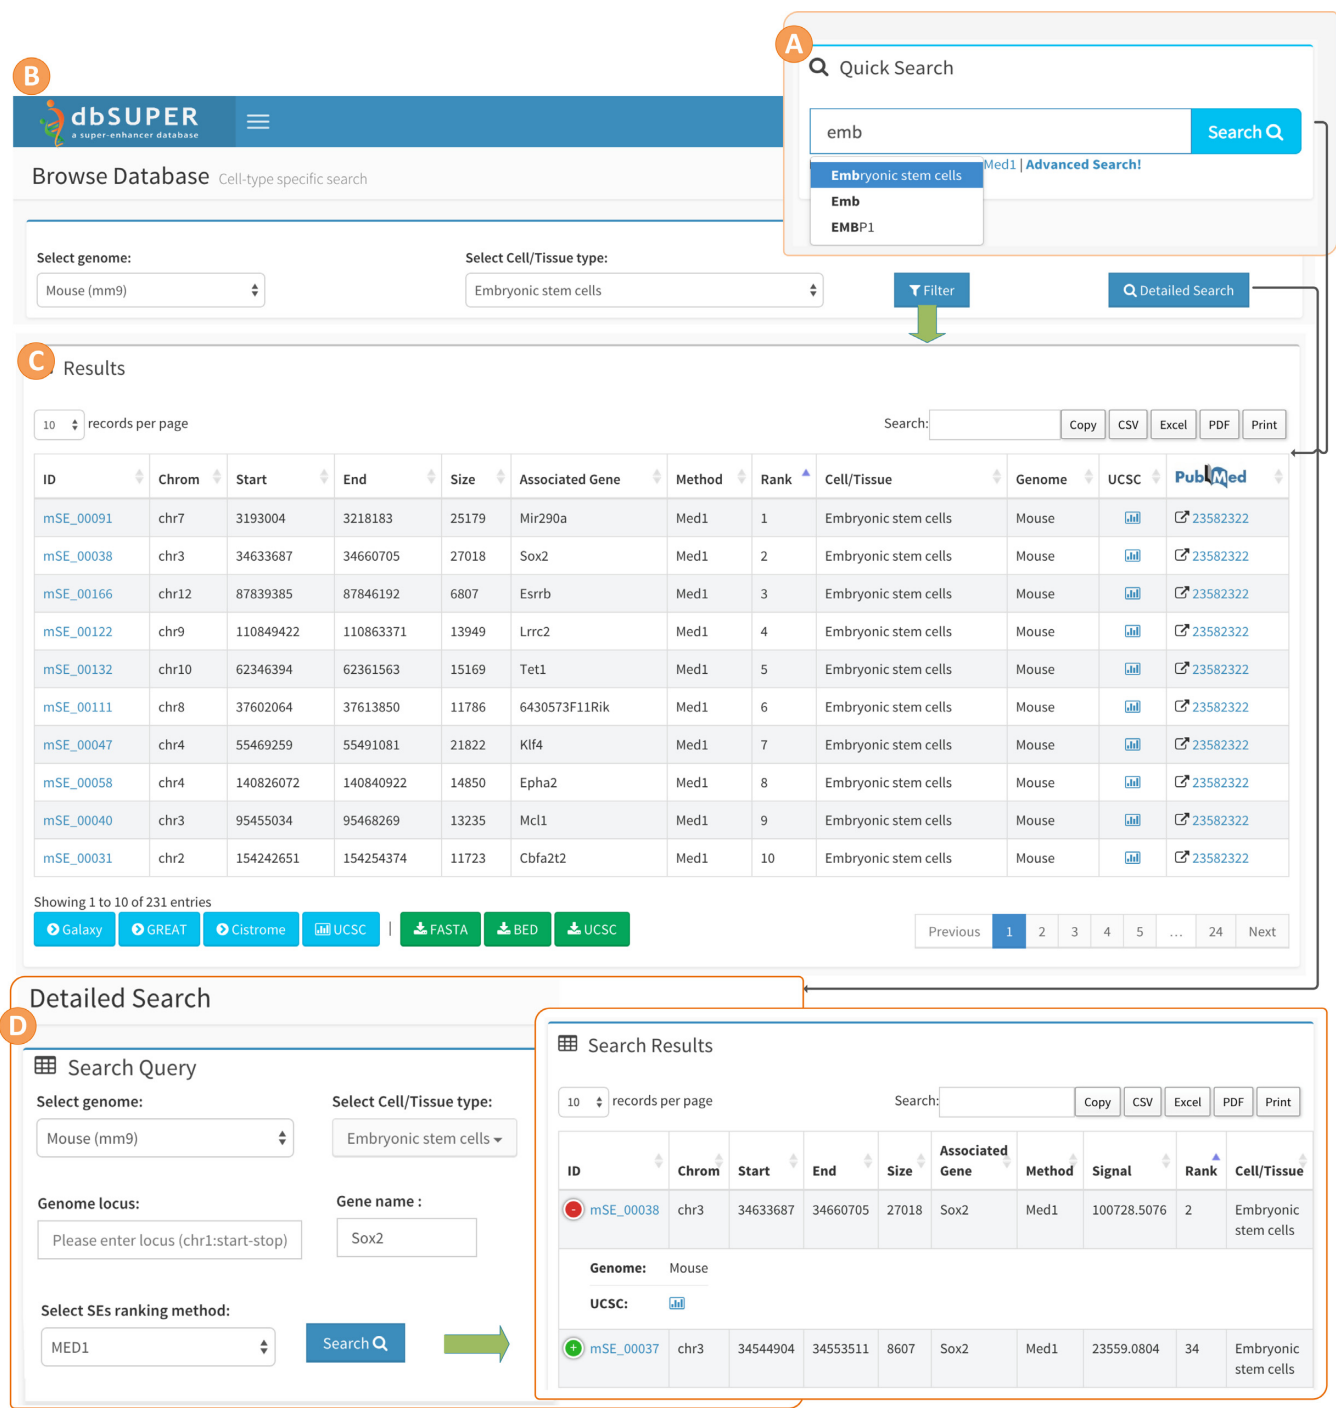 A
Quick Search
emb
Search
Med1 | Advanced Search!
Embryonic stem cells
Emb
EMBP1
B
dbSUPER
a super-enhancer database
Browse Database Cell-type specific search
Select genome:
Select Cell/Tissue type:
Mouse (mm9)
Embryonic stem cells
Filter
Detailed Search
C
Results
10 records per page
Search:
Copy CSV Excel PDF Print
ID Chrom Start End Size Associated Gene Method Rank Cell/Tissue Genome UCSC PubMed
mSE_00091 chr7 3193004 3218183 25179 Mir290a Med1 1 Embryonic stem cells Mouse 23582322
mSE_00038 chr3 34633687 34660705 27018 Sox2 Med1 2 Embryonic stem cells Mouse 23582322
mSE_00166 chr12 87839385 87846192 6807 Esrrb Med1 3 Embryonic stem cells Mouse 23582322
mSE_00122 chr9 110849422 110863371 13949 Lrrc2 Med1 4 Embryonic stem cells Mouse 23582322
mSE_00132 chr10 62346394 62361563 15169 Tet1 Med1 5 Embryonic stem cells Mouse 23582322
mSE_00111 chr8 37602064 37613850 11786 6430573F11Rik Med1 6 Embryonic stem cells Mouse 23582322
mSE_00047 chr4 55469259 55491081 21822 Klf4 Med1 7 Embryonic stem cells Mouse 23582322
mSE_00058 chr4 140826072 140840922 14850 Epha2 Med1 8 Embryonic stem cells Mouse 23582322
mSE_00040 chr3 95455034 95468269 13235 Mcl1 Med1 9 Embryonic stem cells Mouse 23582322
mSE_00031 chr2 154242651 154254374 11723 Cbfa2t2 Med1 10 Embryonic stem cells Mouse 23582322
Showing 1 to 10 of 231 entries
Galaxy GREAT Cistrome UCSC | FASTA BED UCSC
Previous 1 2 3 4 5 ... 24 Next
Detailed Search
D
Search Query
Select genome:
Select Cell/Tissue type:
Mouse (mm9)
Embryonic stem cells
Genome locus:
Gene name :
Please enter locus (chr1:start-stop)
Sox2
Select SEs ranking method:
MED1
Search
Search Results
10 records per page
Search:
Copy CSV Excel PDF Print
ID Chrom Start End Size Associated Gene Method Signal Rank Cell/Tissue
- mSE_00038 chr3 34633687 34660705 27018 Sox2 Med1 100728.5076 2 Embryonic
stem cells
Genome: Mouse
UCSC:
+ mSE_00037 chr3 34544904 34553511 8607 Sox2 Med1 23559.0804 34 Embryonic
stem cells